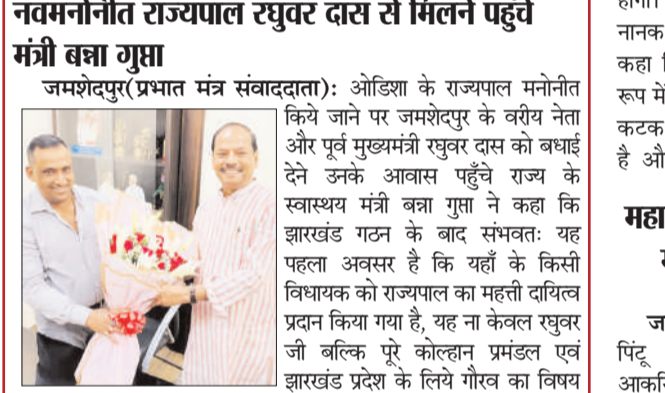 नवमनोनीत राज्यपाल रघुवर दास से मिलने पहुंचे
मंत्री बन्ना गुप्ता
जमशेदपुर(प्रभात मंत्र संवाददाता): ओडिशा के राज्यपाल मनोनीत
किये जाने पर जमशेदपुर के वरीय नेता
और पूर्व मुख्यमंत्री रघुवर दास को बधाई
देने उनके आवास पहुँचे राज्य के
स्वास्थय मंत्री बन्ना गुप्ता ने कहा कि
झारखंड गठन के बाद संभवतः यह
पहला अवसर है कि यहाँ के किसी
विधायक को राज्यपाल का महत्ती दायित्व
प्रदान किया गया है, यह ना केवल रघुवर
जी बल्कि पूरे कोल्हान प्रमंडल एवं
झारखंड प्रदेश के लिये गौरव का विषय
नानक
कहा
रूप में
कटक
है औ
महा
ज
पिंटू